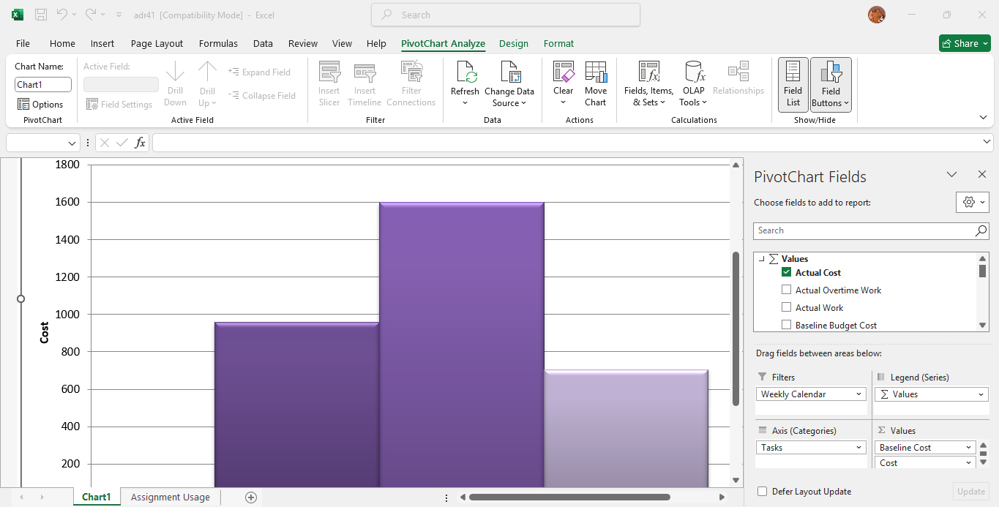 adr41 [Compatibility Mode] - Excel
Search
File Home Insert Page Layout Formulas Data Review View Help PivotChart Analyze Design Format
Share
Chart Name:
Chart1
Options
PivotChart
Active Field:
Field Settings
Drill Down
Drill Up
Expand Field
Collapse Field
Active Field
Insert Slicer
Insert Timeline
Filter Connections
Filter
Refresh
Change Data Source
Data
Clear
Move Chart
Actions
Fields, Items, & Sets
OLAP Tools
Relationships
Calculations
Field List
Field Buttons
Show/Hide
fx
1800
1600
1400
1200
1000
800
600
400
200
Cost
PivotChart Fields
Choose fields to add to report:
Search
Σ Values
Actual Cost
Actual Overtime Work
Actual Work
Baseline Budget Cost
Drag fields between areas below:
Filters
Weekly Calendar
Legend (Series)
Σ Values
Axis (Categories)
Tasks
Σ Values
Baseline Cost
Cost
Defer Layout Update
Update
Chart1
Assignment Usage